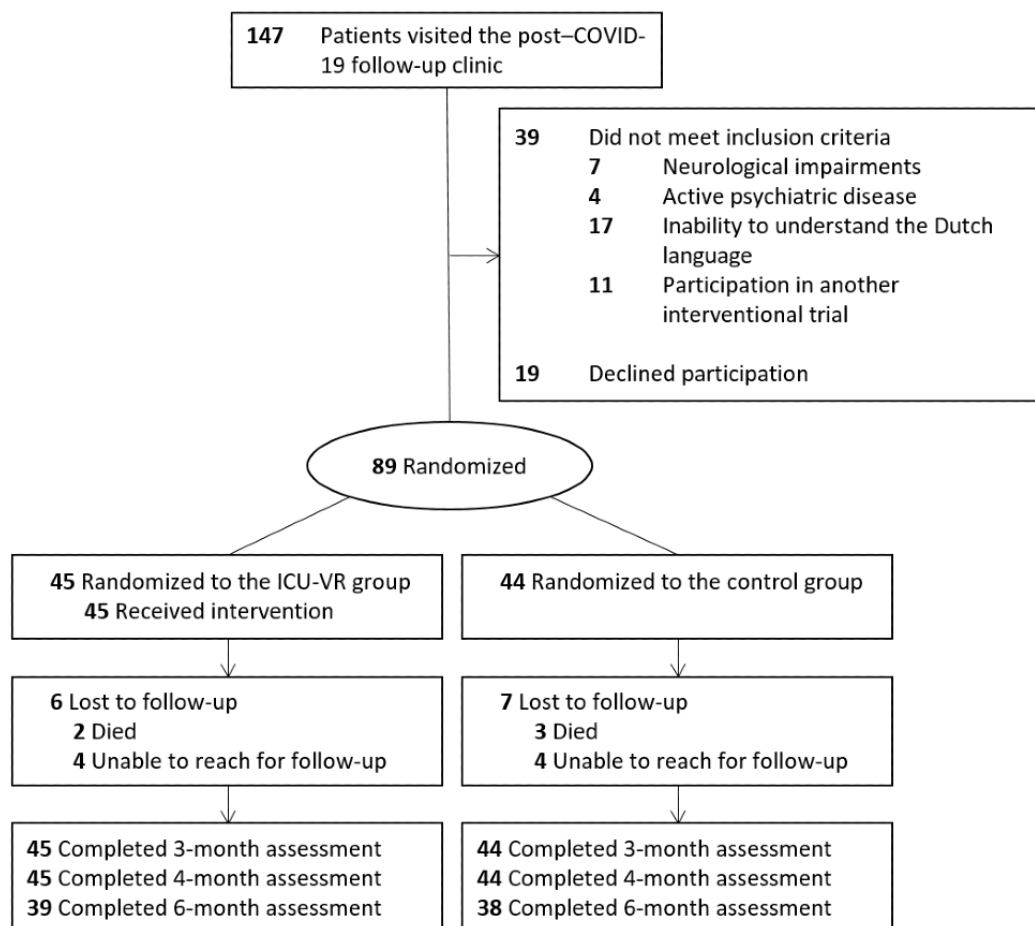 147 Patients visited the post–COVID-
19 follow-up clinic
39 Did not meet inclusion criteria
7 Neurological impairments
4 Active psychiatric disease
17 Inability to understand the Dutch
language
11 Participation in another
interventional trial
19 Declined participation
89 Randomized
45 Randomized to the ICU-VR group
45 Received intervention
44 Randomized to the control group
6 Lost to follow-up
2 Died
4 Unable to reach for follow-up
7 Lost to follow-up
3 Died
4 Unable to reach for follow-up
45 Completed 3-month assessment
45 Completed 4-month assessment
39 Completed 6-month assessment
44 Completed 3-month assessment
44 Completed 4-month assessment
38 Completed 6-month assessment